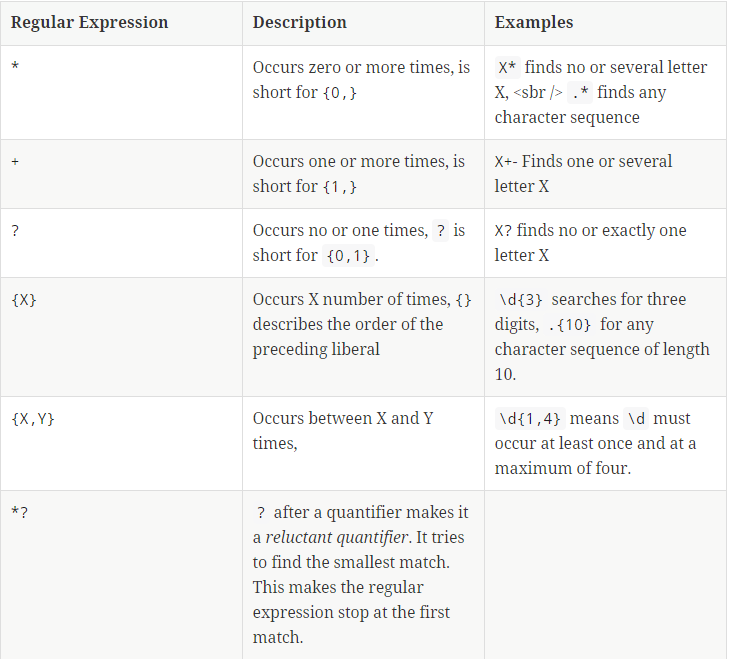 Regular Expression Description Examples
* Occurs zero or more times, is X* finds no or several letter
short for {0,} X, <sbr /> .* finds any
character sequence
+ Occurs one or more times, is X+- Finds one or several
short for {1,} letter X
? Occurs no or one times, ? is X? finds no or exactly one
short for {0,1}. letter X
{X} Occurs X number of times, {} \d{3} searches for three
describes the order of the digits, .{10} for any
preceding liberal character sequence of length
10.
{X,Y} Occurs between X and Y \d{1,4} means \d must
times, occur at least once and at a
maximum of four.
*? ? after a quantifier makes it
a reluctant quantifier. It tries
to find the smallest match.
This makes the regular
expression stop at the first
match.